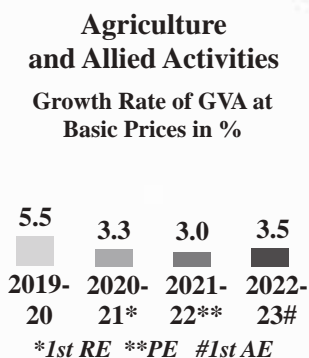 Agriculture
and Allied Activities
Growth Rate of GVA at
Basic Prices in %
5.5 3.3 3.0 3.5
2019- 2020- 2021- 2022-
20 21* 22** 23#
*1st RE **PE #1st AE